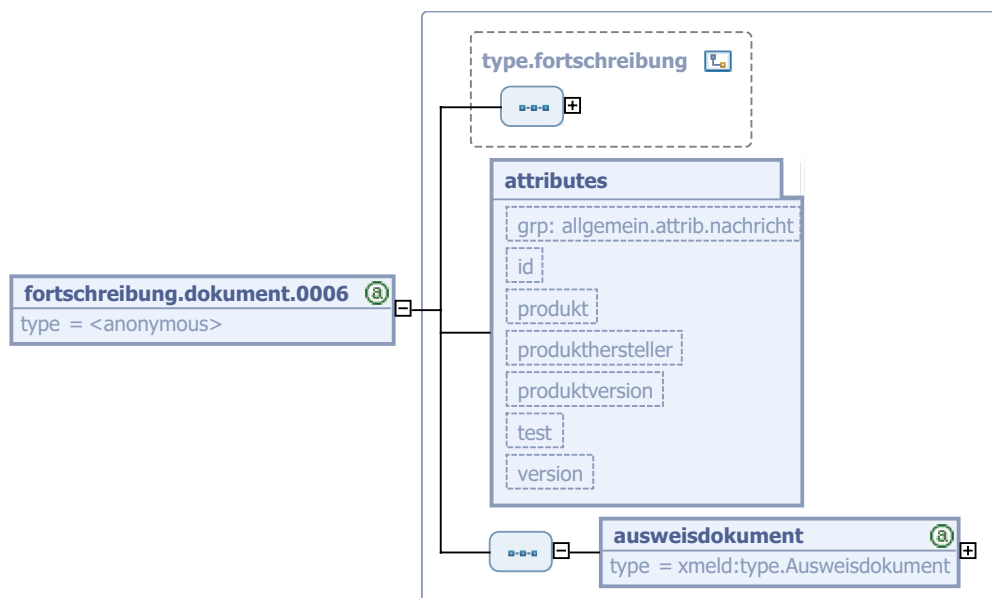 type.fortschreibung
attributes
grp: allgemein.attrib.nachricht
id
produkt
produkthersteller
produktversion
test
version
fortschreibung.dokument.0006 a
type = <anonymous>
ausweisdokument a
type = xmeld:type.Ausweisdokument